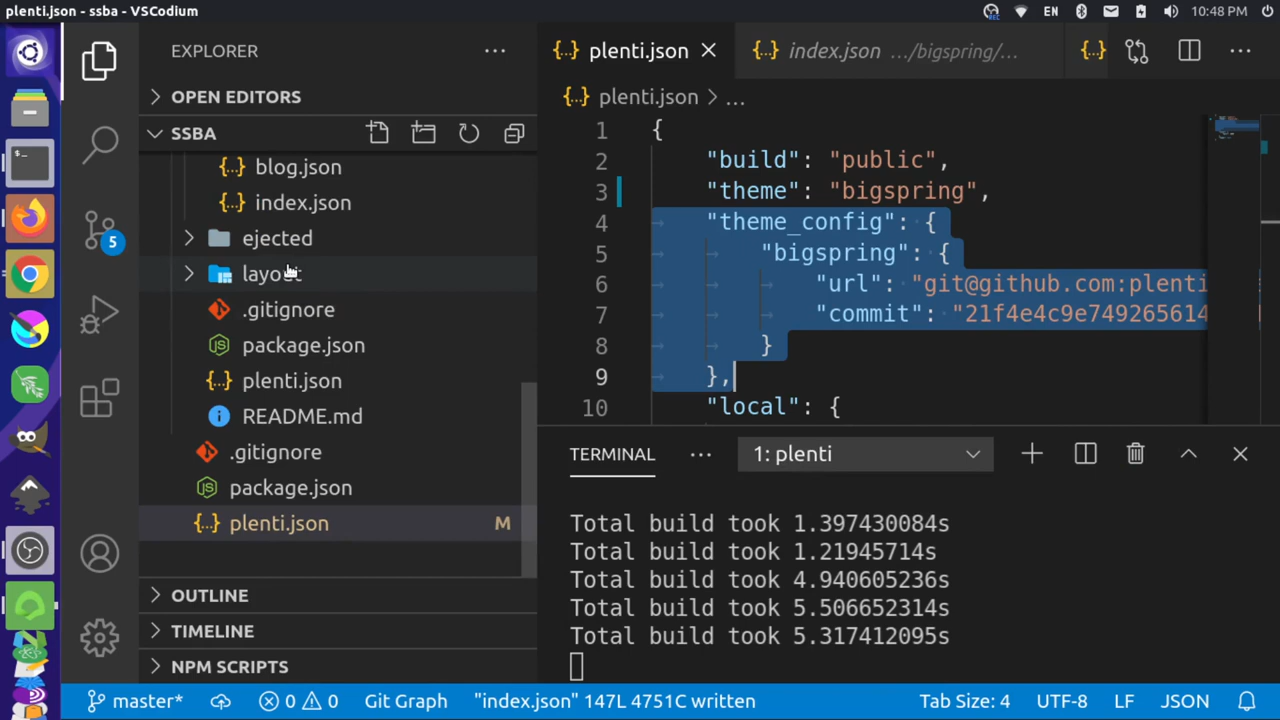 plenti.json - ssba - VSCodium
EN
10:48 PM
EXPLORER
plenti.json
index.json .../bigspring/...
OPEN EDITORS
plenti.json > ...
SSBA
blog.json
index.json
ejected
layout
.gitignore
package.json
plenti.json
README.md
.gitignore
package.json
plenti.json M
5
OUTLINE
TIMELINE
NPM SCRIPTS
1 {
2 "build": "public",
3 "theme": "bigspring",
4 "theme_config": {
5 "bigspring": {
6 "url": "git@github.com:plenti
7 "commit": "21f4e4c9e749265614
8 }
9 },
10 "local": {
TERMINAL ... 1: plenti
Total build took 1.397430084s
Total build took 1.21945714s
Total build took 4.940605236s
Total build took 5.506652314s
Total build took 5.317412095s
master* 0 0 Git Graph "index.json" 147L 4751C written Tab Size: 4 UTF-8 LF JSON